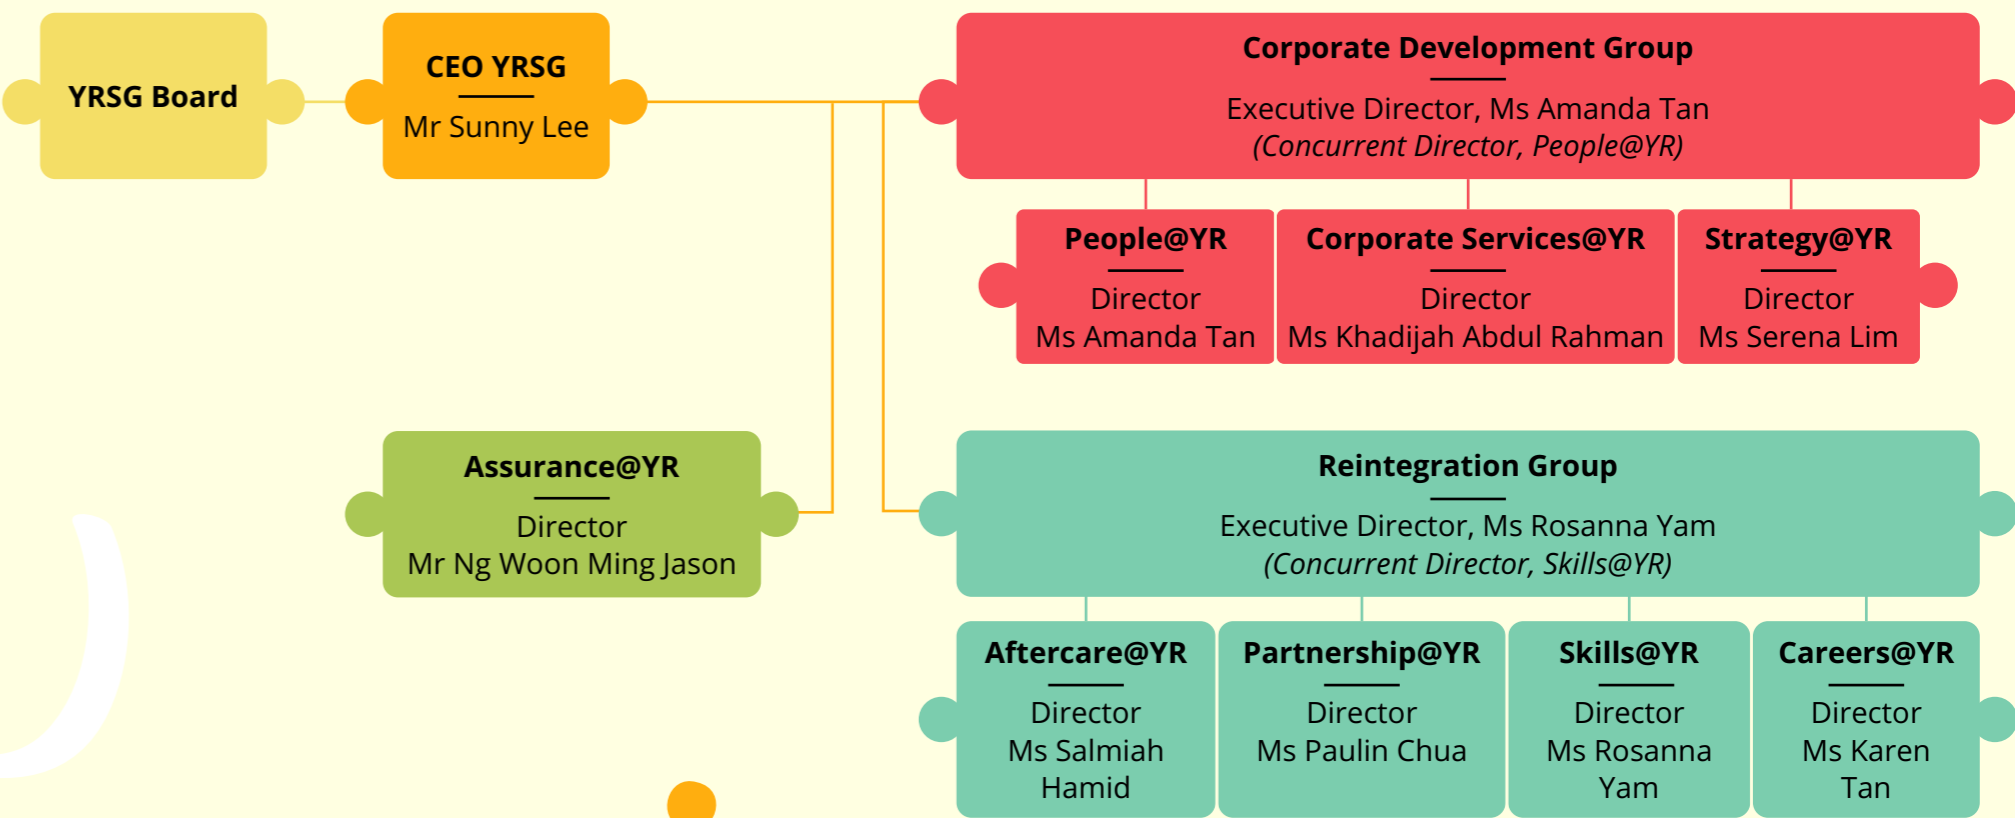 YRSG Board
CEO YRSG
Mr Sunny Lee
Corporate Development Group
Executive Director, Ms Amanda Tan
(Concurrent Director, People@YR)
People@YR
Director
Ms Amanda Tan
Corporate Services@YR
Director
Ms Khadijah Abdul Rahman
Strategy@YR
Director
Ms Serena Lim
Assurance@YR
Director
Mr Ng Woon Ming Jason
Reintegration Group
Executive Director, Ms Rosanna Yam
(Concurrent Director, Skills@YR)
Aftercare@YR
Director
Ms Salmiah
Hamid
Partnership@YR
Director
Ms Paulin Chua
Skills@YR
Director
Ms Rosanna
Yam
Careers@YR
Director
Ms Karen
Tan